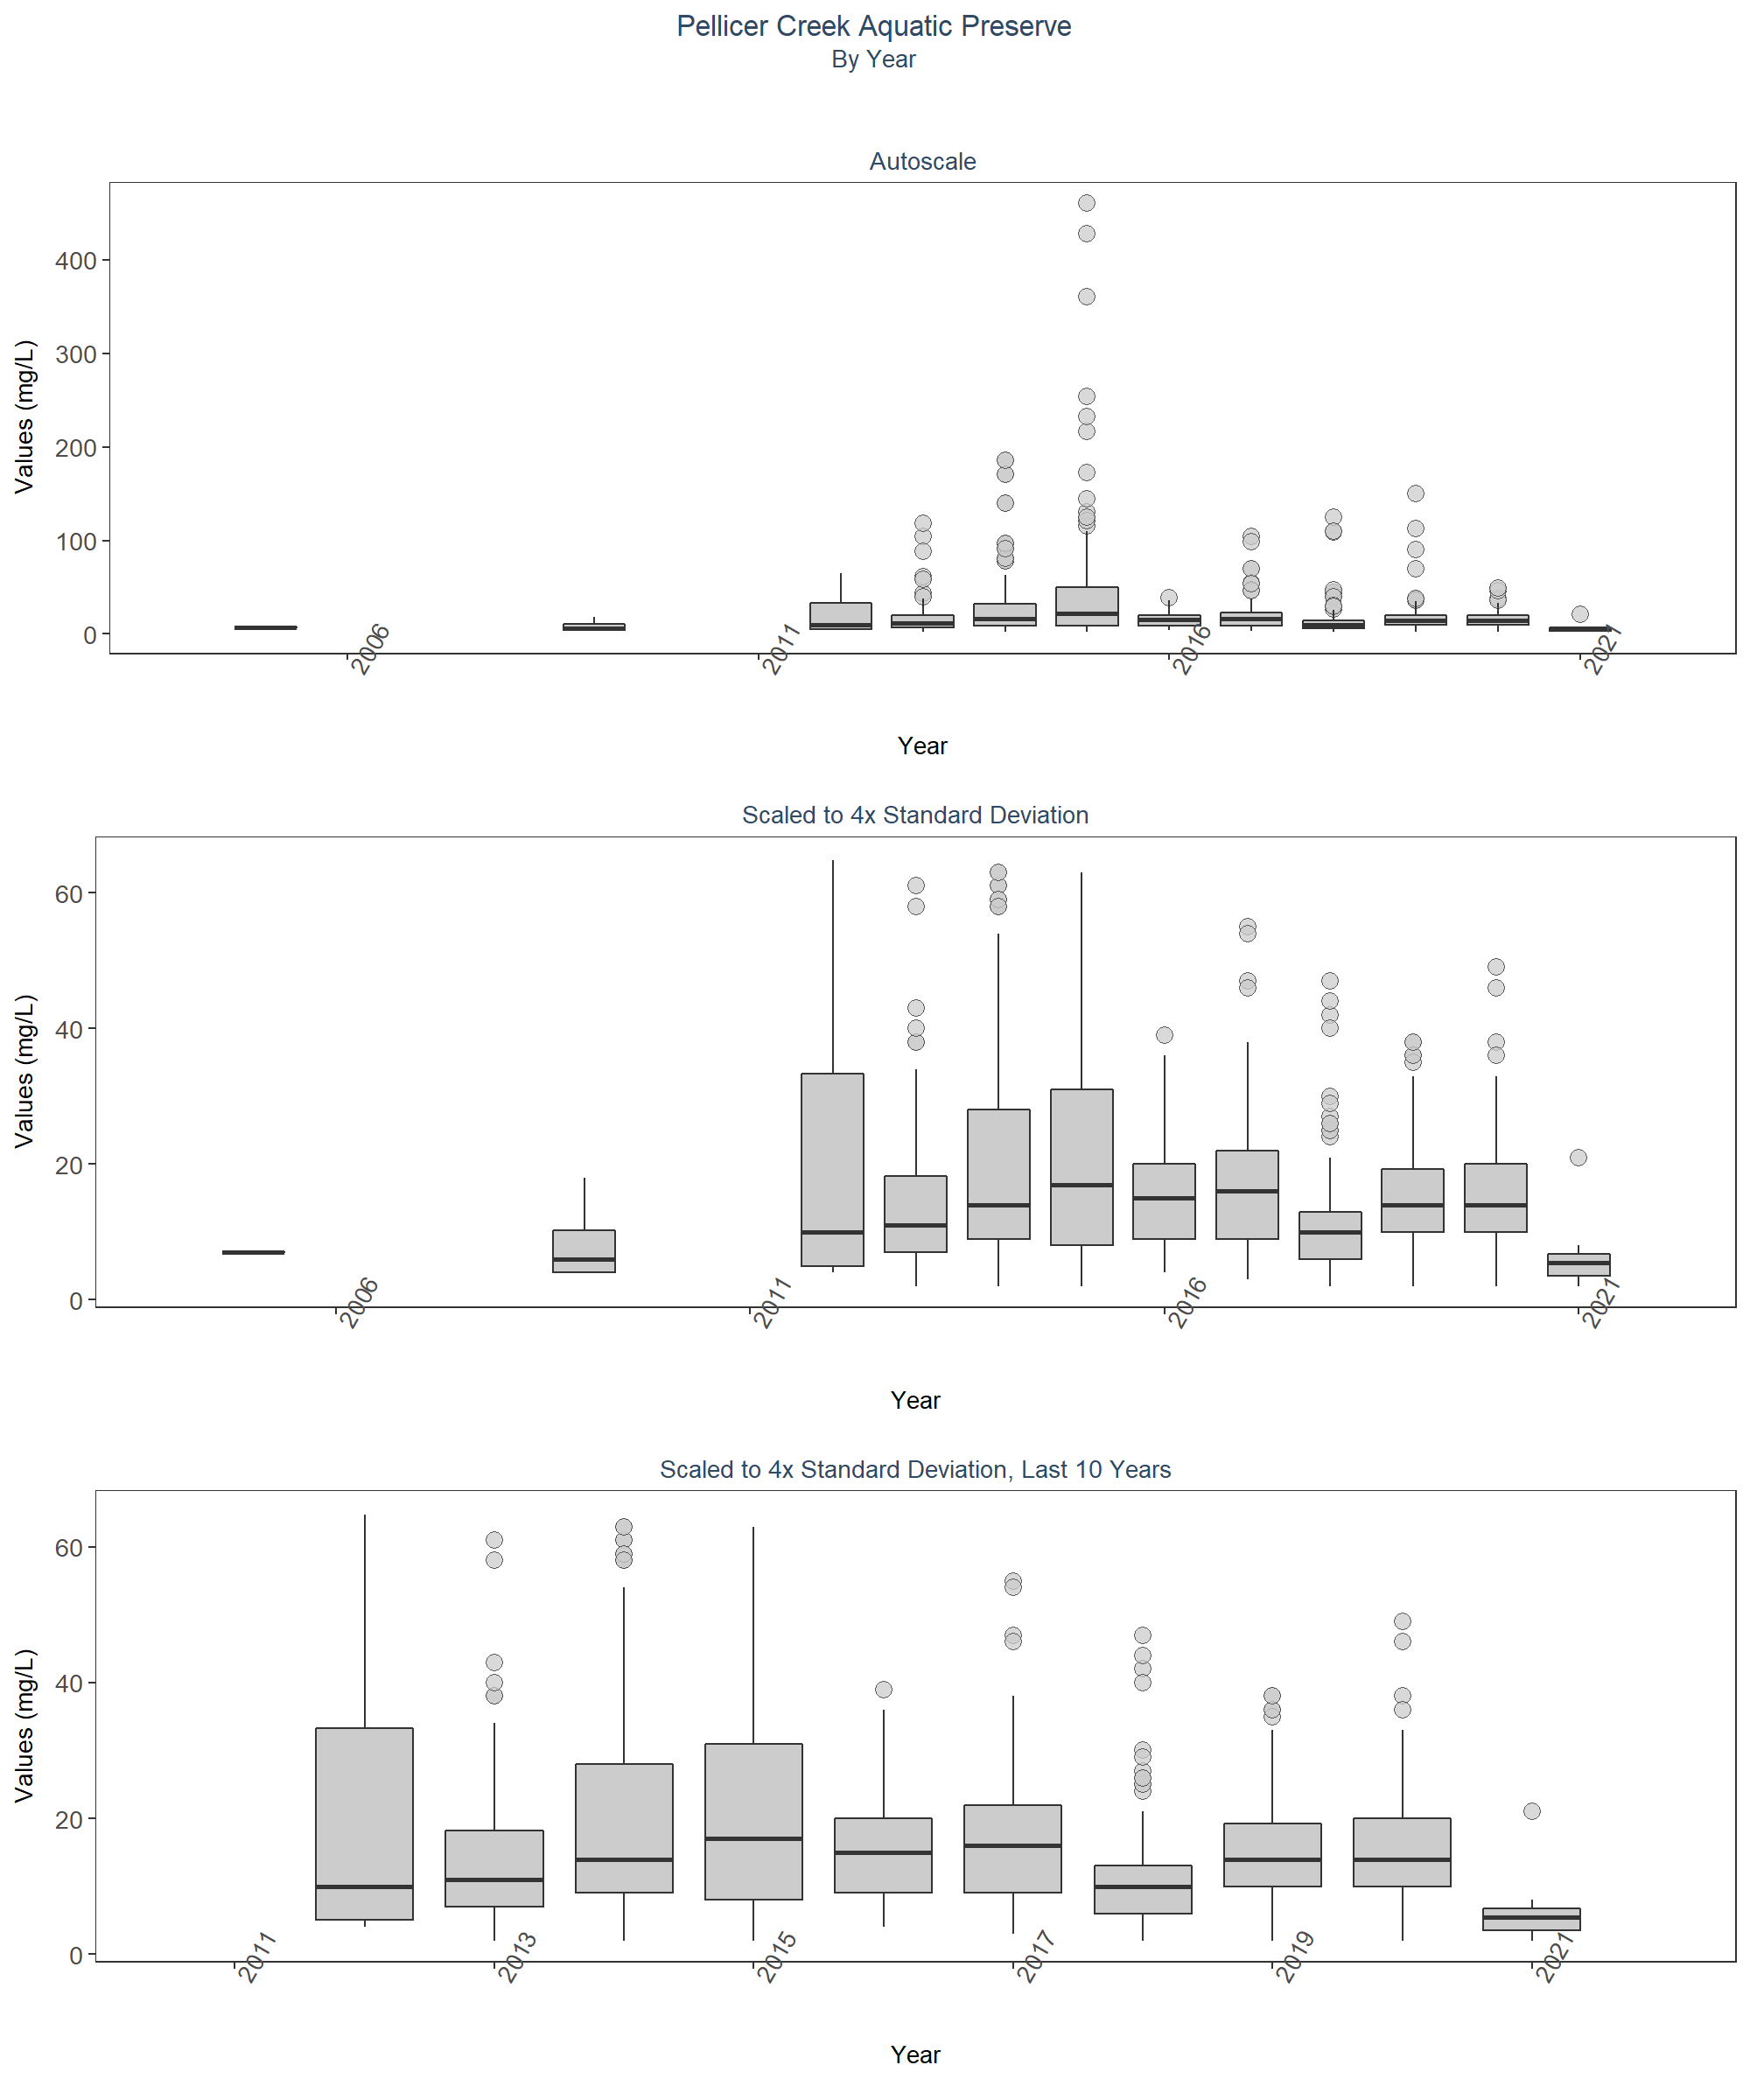 Pellicer Creek Aquatic Preserve
By Year
Autoscale
Values (mg/L)
400
300
200
100
0
2006
2011
2016
2021
Year
Scaled to 4x Standard Deviation
Values (mg/L)
60
40
20
0
2006
2011
2016
2021
Year
Scaled to 4x Standard Deviation, Last 10 Years
Values (mg/L)
60
40
20
0
2011
2013
2015
2017
2019
2021
Year